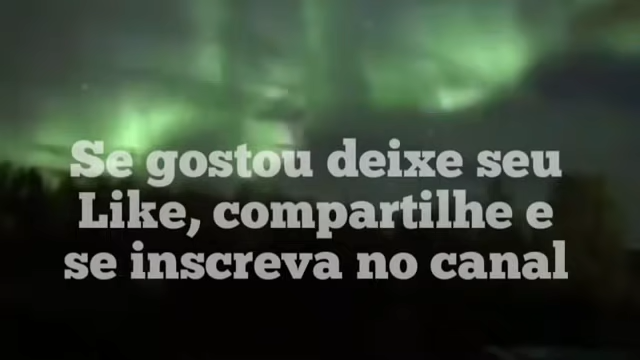 Se gostou deixe seu
Like, compartilhe e
se inscreva no canal